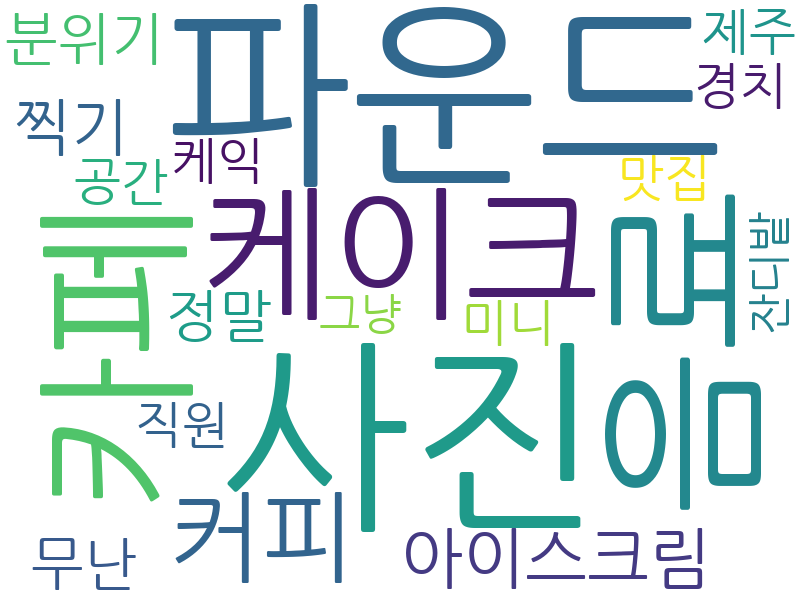 분위기
파운드
제주
경치
찍기
케익
공간
맛집
카페
케이크
음료
잔디밭
정말
그냥
미니
사진
직원
커피
아이스크림
무난